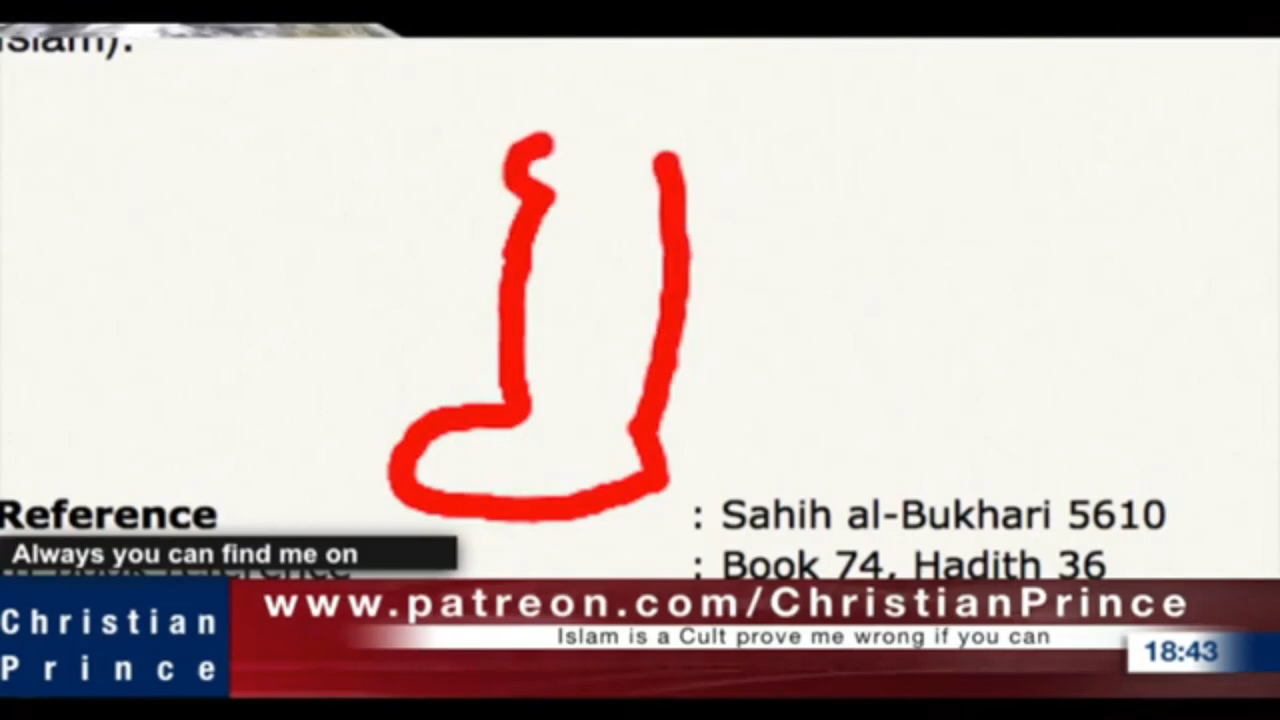 islam).
Reference
: Sahih al-Bukhari 5610
Always you can find me on
: Book 74, Hadith 36
www.patreon.com/ChristianPrince
Christian
Prince
Islam is a Cult prove me wrong if you can
18:43